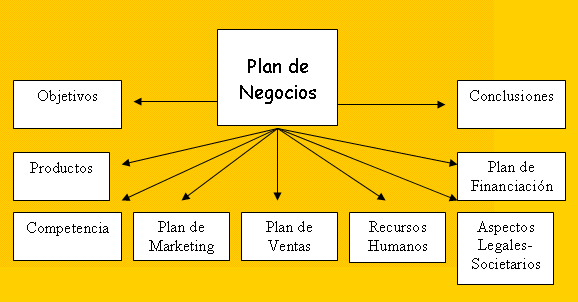 Plan de
Negocios
Objetivos
Conclusiones
Productos
Plan de
Financiación
Competencia
Plan de
Marketing
Plan de
Ventas
Recursos
Humanos
Aspectos
Legales-
Societarios